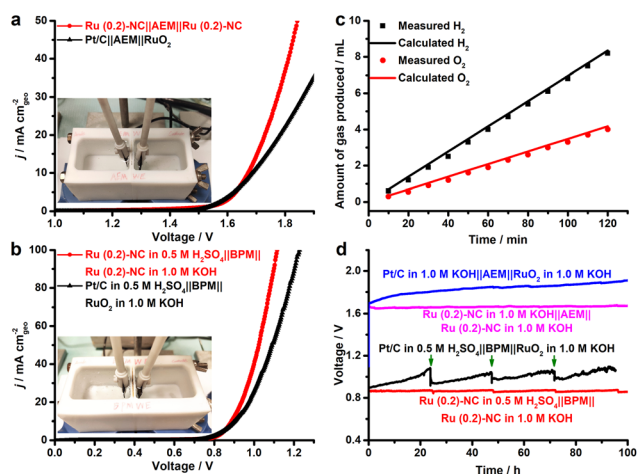 a
Ru (0.2)-NC||AEM||Ru (0.2)-NC
Pt/C||AEM||RuO₂
j / mA cm⁻²geo
50
40
30
20
10
0
1.0 1.2 1.4 1.6 1.8
Voltage / V
b
Ru (0.2)-NC in 0.5 M H₂SO₄||BPM||
Ru (0.2)-NC in 1.0 M KOH
Pt/C in 0.5 M H₂SO₄||BPM||
RuO₂ in 1.0 M KOH
j / mA cm⁻²geo
100
80
60
40
20
0
0.0 0.2 0.4 0.6 0.8 1.0 1.2
Voltage / V
c
Measured H₂
Calculated H₂
Measured O₂
Calculated O₂
Amount of gas produced / mL
10
8
6
4
2
0
0 20 40 60 80 100 120 140
Time / min
d
Pt/C in 1.0 M KOH||AEM||RuO₂ in 1.0 M KOH
Ru (0.2)-NC in 1.0 M KOH||AEM||
Ru (0.2)-NC in 1.0 M KOH
Pt/C in 0.5 M H₂SO₄||BPM||RuO₂ in 1.0 M KOH
Ru (0.2)-NC in 0.5 M H₂SO₄||BPM||
Ru (0.2)-NC in 1.0 M KOH
Voltage / V
2.0
1.6
1.2
0.8
0.4
0 20 40 60 80 100
Time / h